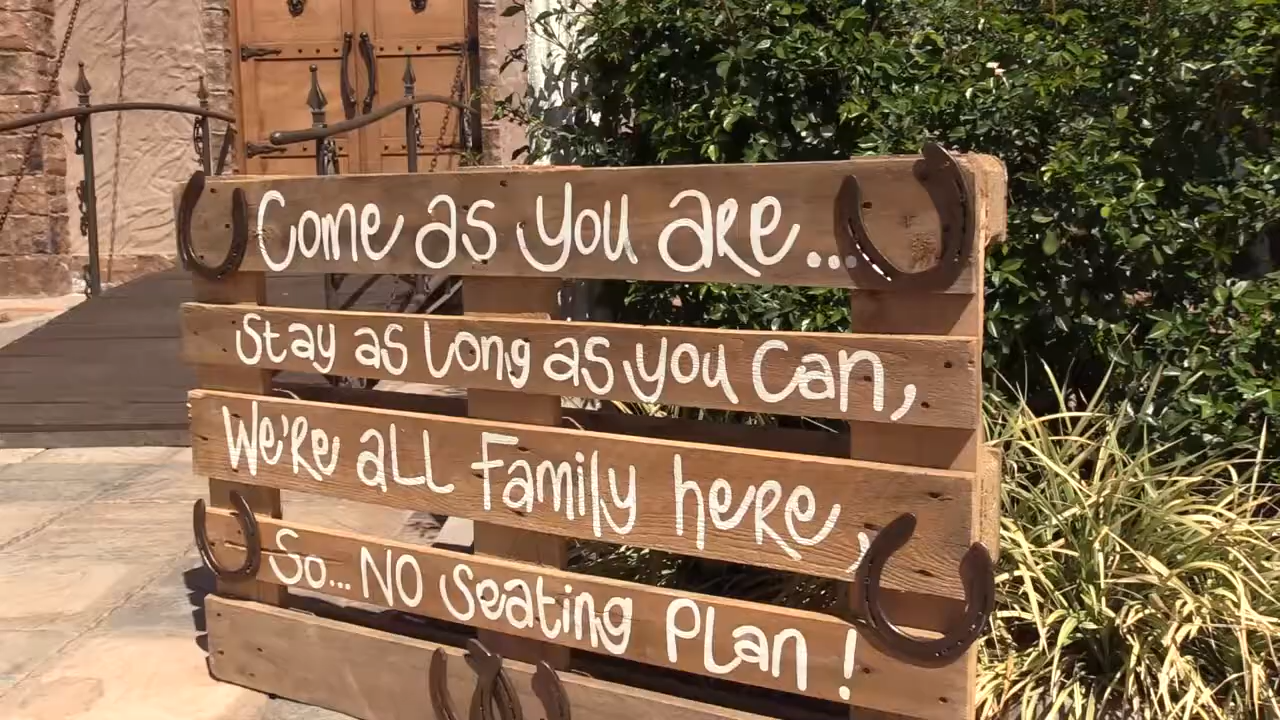 Come as you are...
Stay as long as you can,
We're all family here,
So... No seating plan!